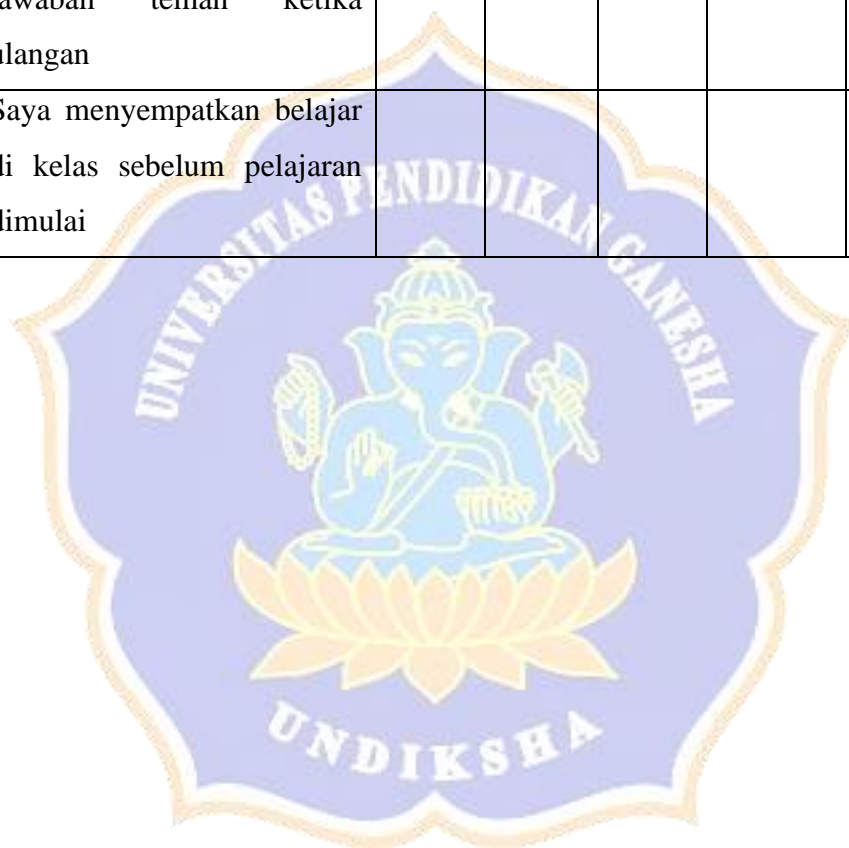 jawaban teman ketika
ulangan
Saya menyempatkan belajar
di kelas sebelum pelajaran
dimulai
UNIVERSITAS PENDIDIKAN GANESHA
UNDIKSHA